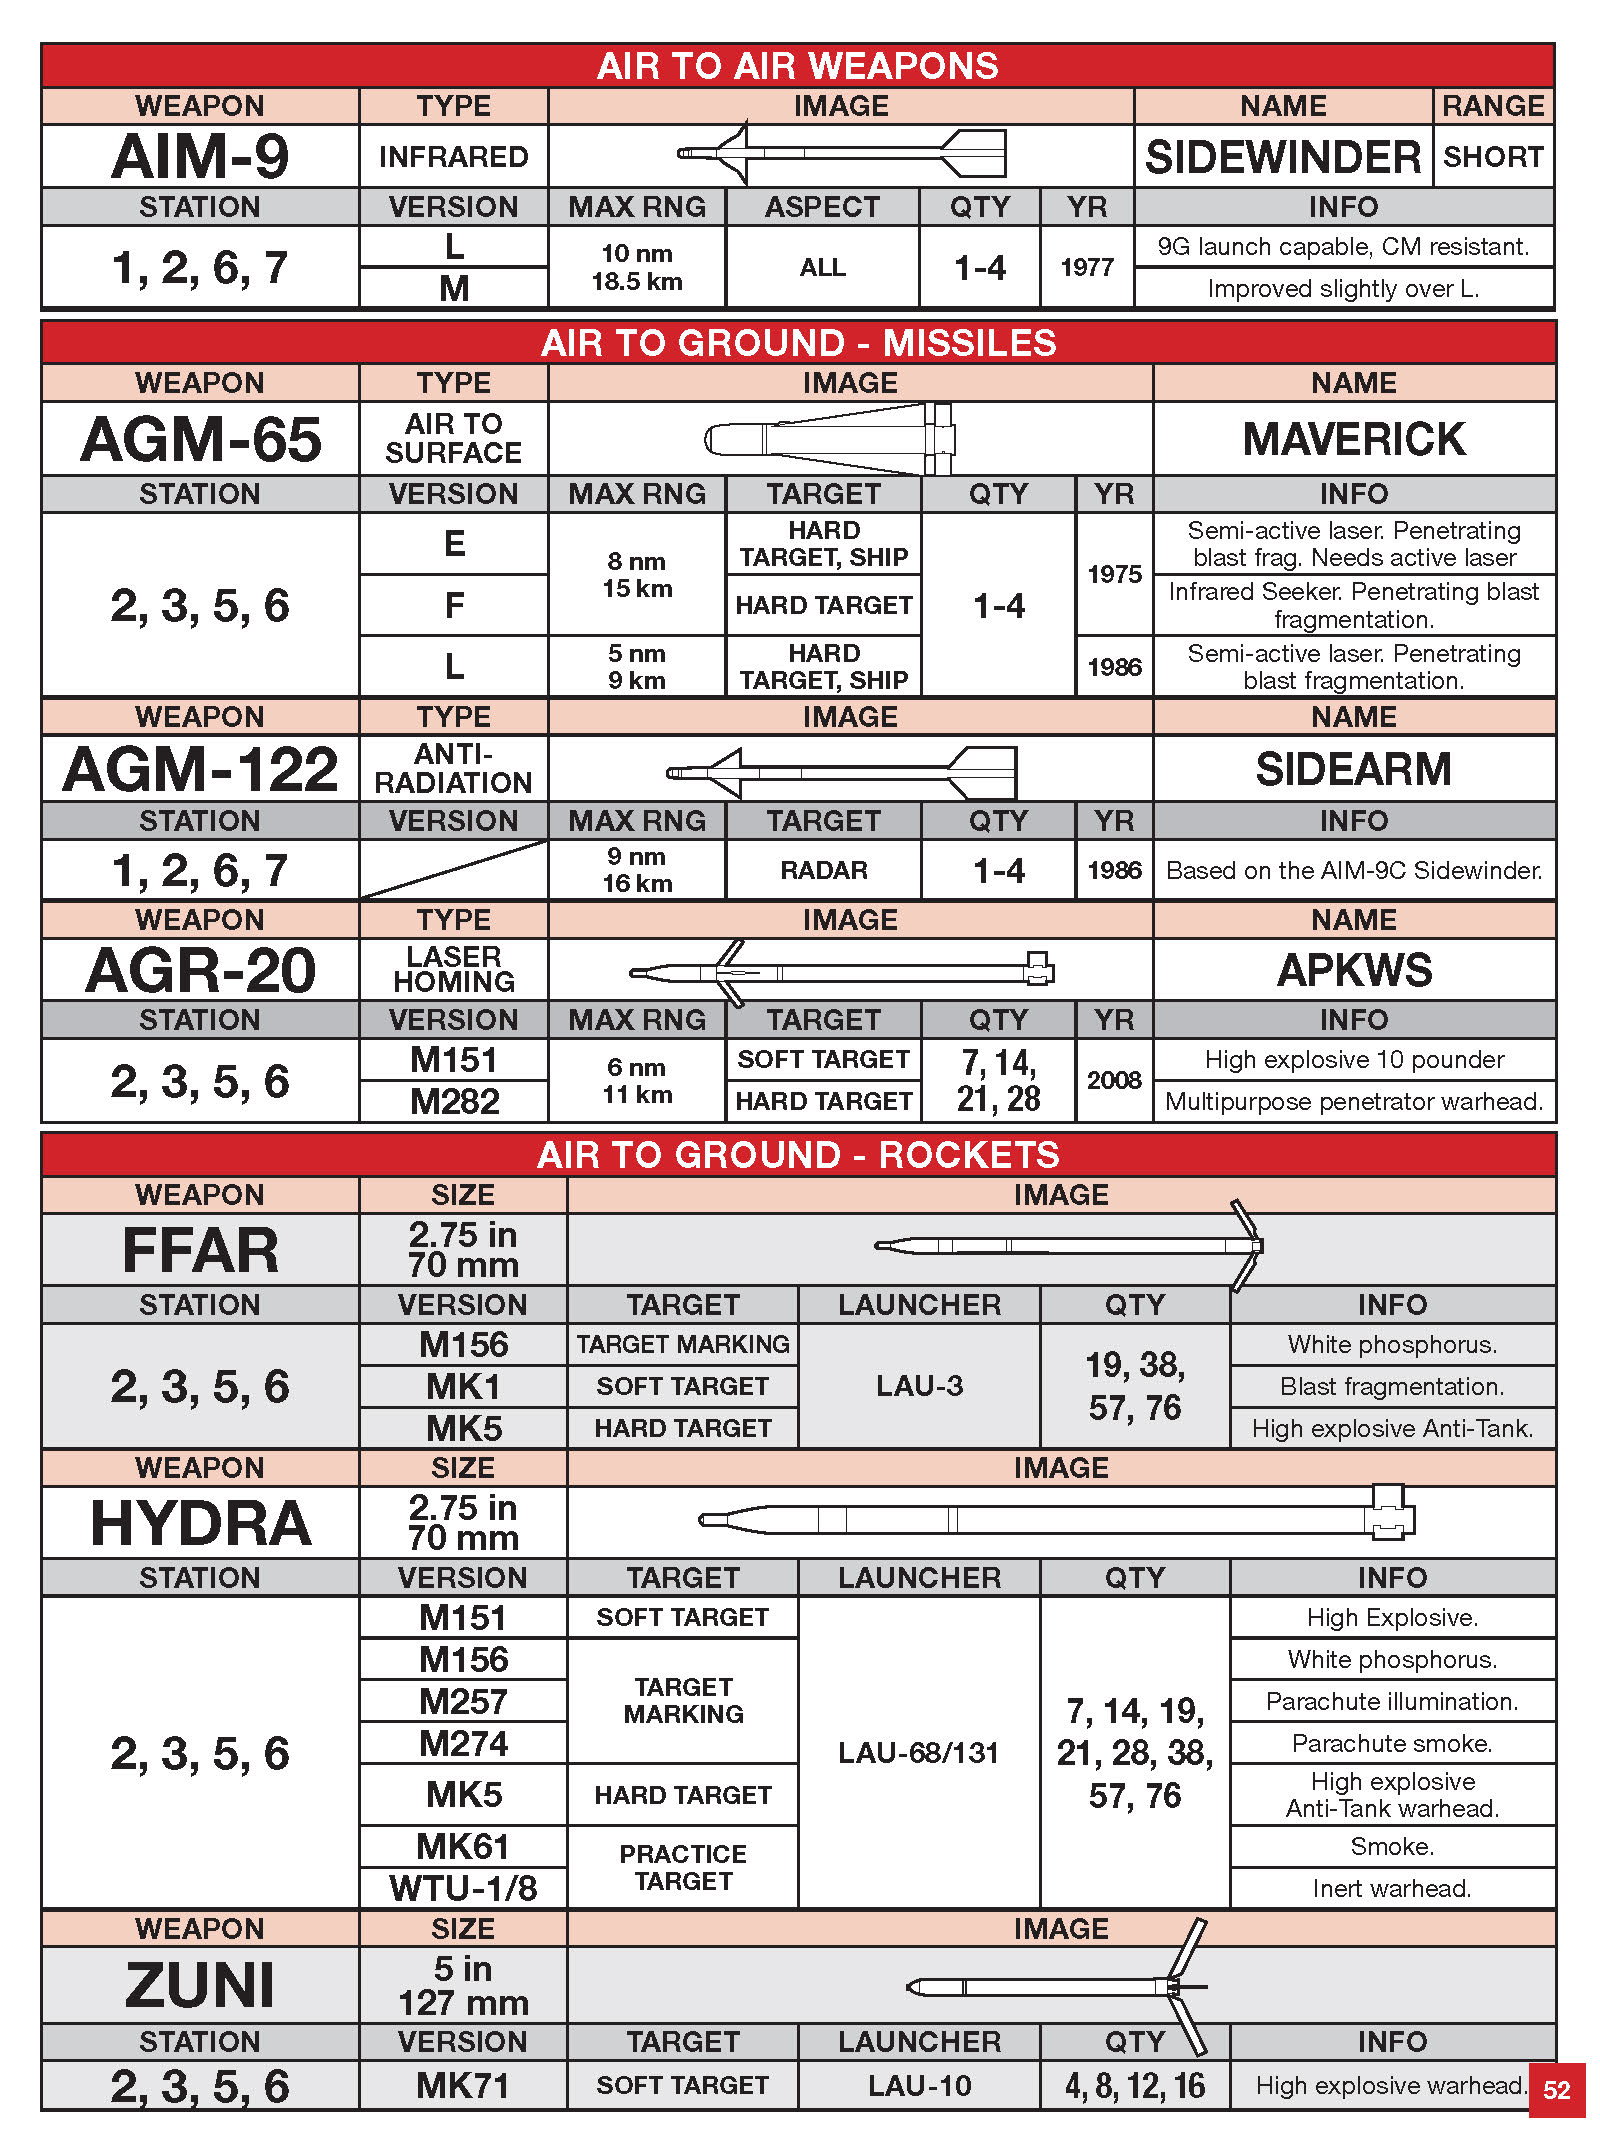 AIR TO AIR WEAPONS
WEAPON TYPE IMAGE NAME RANGE
AIM-9 INFRARED SIDEWINDER SHORT
STATION VERSION MAX RNG ASPECT QTY YR INFO
1, 2, 6, 7
L
M
10 nm
18.5 km
ALL
1-4
1977
9G launch capable, CM resistant.
Improved slightly over L.
AIR TO GROUND - MISSILES
WEAPON TYPE IMAGE NAME
AGM-65
AIR TO
SURFACE
MAVERICK
STATION VERSION MAX RNG TARGET QTY YR INFO
2, 3, 5, 6
E
F
L
8 nm
15 km
5 nm
9 km
HARD
TARGET, SHIP
HARD TARGET
HARD
TARGET, SHIP
1-4
1975
1986
Semi-active laser. Penetrating
blast frag. Needs active laser
Infrared Seeker. Penetrating blast
fragmentation.
Semi-active laser. Penetrating
blast fragmentation.
WEAPON TYPE IMAGE NAME
AGM-122
ANTI-
RADIATION
SIDEARM
STATION VERSION MAX RNG TARGET QTY YR INFO
1, 2, 6, 7
9 nm
16 km
RADAR
1-4
1986
Based on the AIM-9C Sidewinder.
WEAPON TYPE IMAGE NAME
AGR-20
LASER
HOMING
APKWS
STATION VERSION MAX RNG TARGET QTY YR INFO
2, 3, 5, 6
M151
M282
6 nm
11 km
SOFT TARGET
HARD TARGET
7, 14,
21, 28
2008
High explosive 10 pounder
Multipurpose penetrator warhead.
AIR TO GROUND - ROCKETS
WEAPON SIZE IMAGE
FFAR
2.75 in
70 mm
STATION VERSION TARGET LAUNCHER QTY INFO
2, 3, 5, 6
M156
MK1
MK5
TARGET MARKING
SOFT TARGET
HARD TARGET
LAU-3
19, 38,
57, 76
White phosphorus.
Blast fragmentation.
High explosive Anti-Tank.
WEAPON SIZE IMAGE
HYDRA
2.75 in
70 mm
STATION VERSION TARGET LAUNCHER QTY INFO
2, 3, 5, 6
M151
M156
M257
M274
MK5
MK61
WTU-1/8
SOFT TARGET
TARGET
MARKING
HARD TARGET
PRACTICE
TARGET
LAU-68/131
7, 14, 19,
21, 28, 38,
57, 76
High Explosive.
White phosphorus.
Parachute illumination.
Parachute smoke.
High explosive
Anti-Tank warhead.
Smoke.
Inert warhead.
WEAPON SIZE IMAGE
ZUNI
5 in
127 mm
STATION VERSION TARGET LAUNCHER QTY INFO
2, 3, 5, 6 MK71 SOFT TARGET LAU-10 4, 8, 12, 16 High explosive warhead.
52